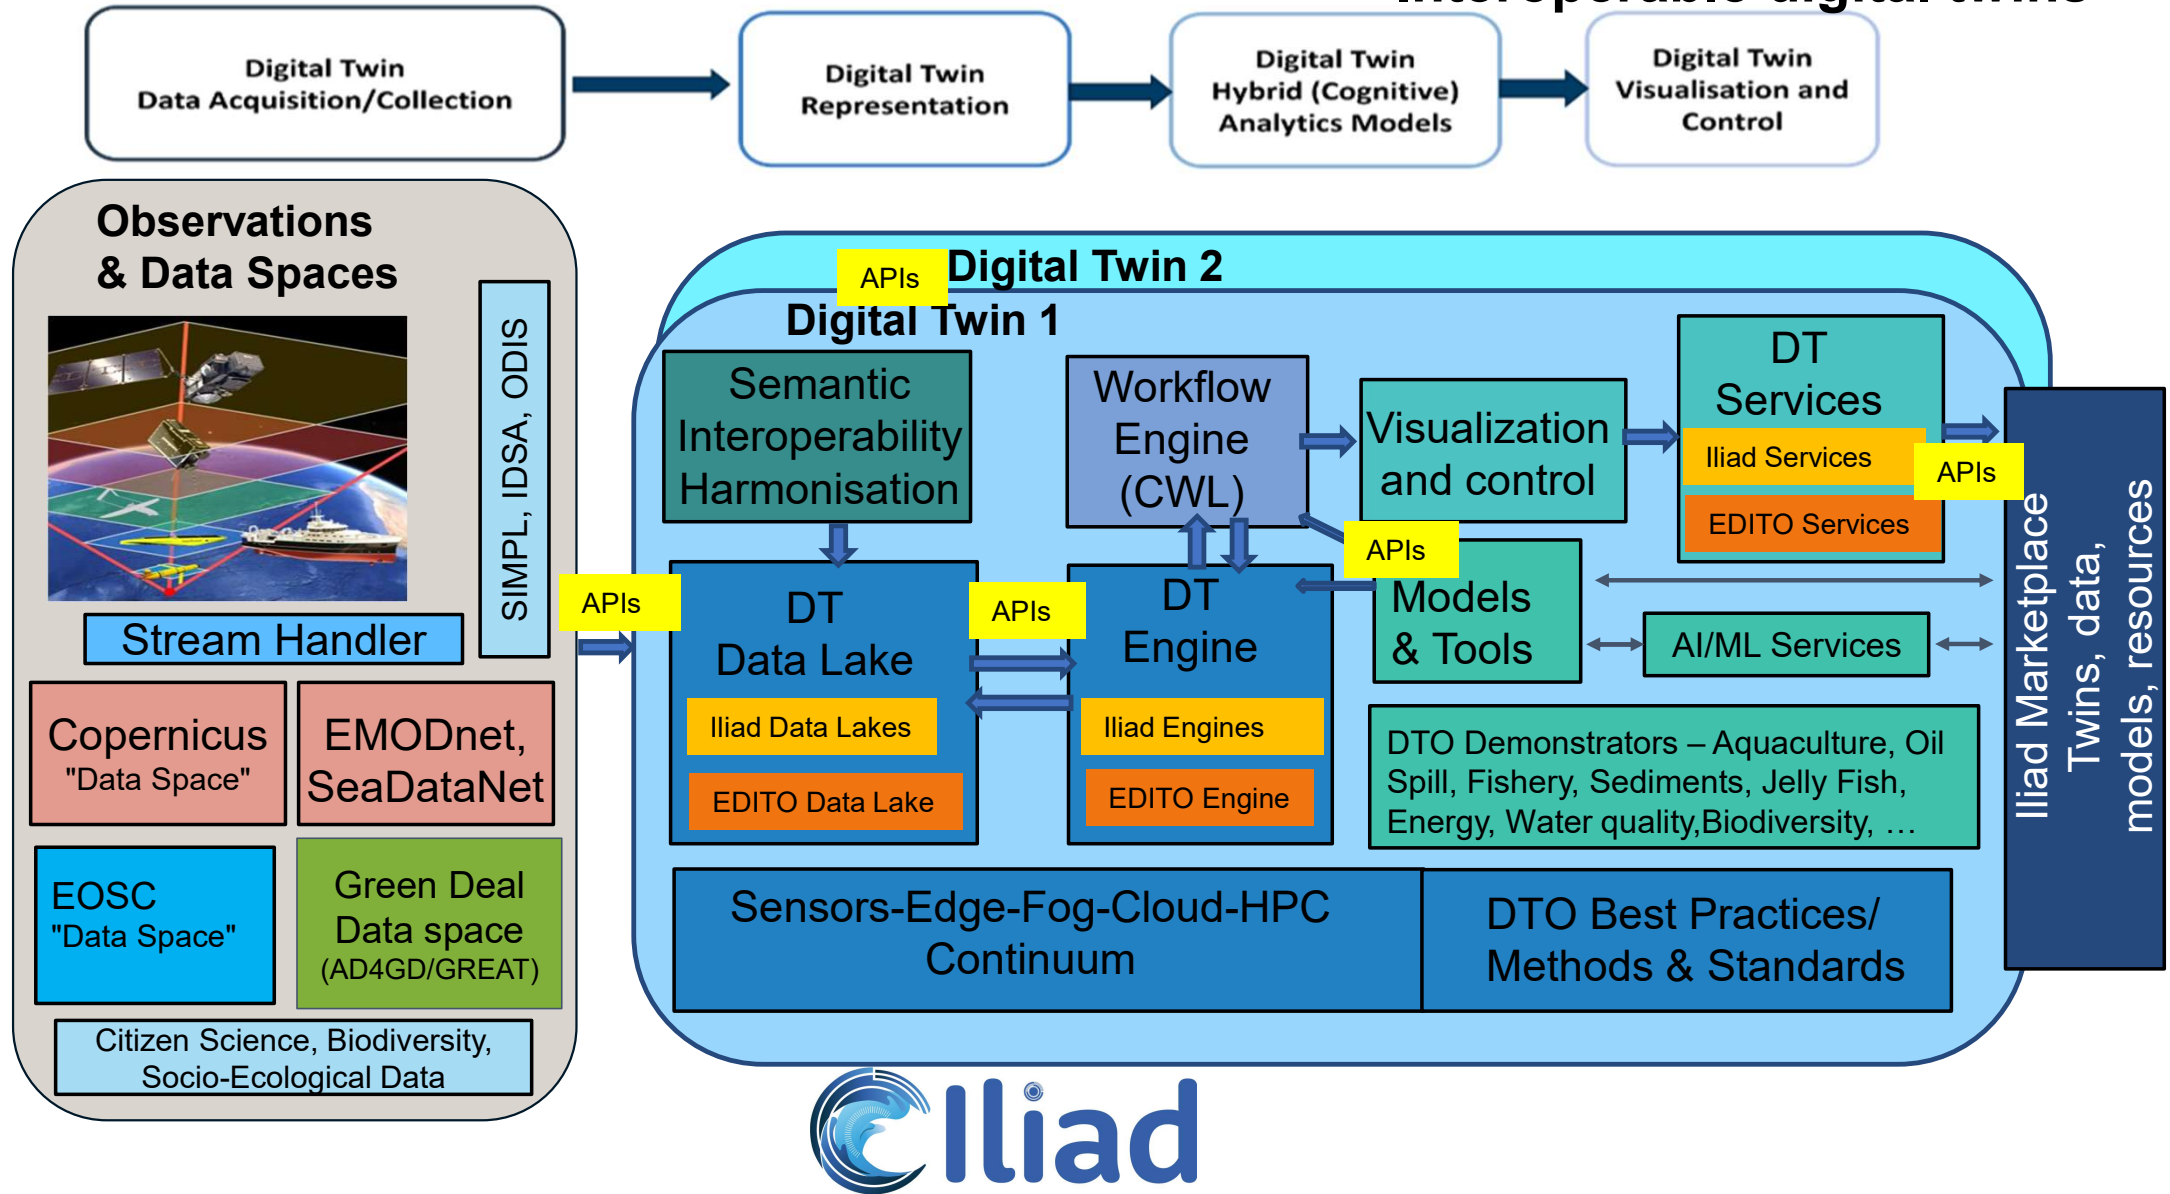 Interoperable digital twins
Digital Twin
Data Acquisition/Collection
Digital Twin
Representation
Digital Twin
Hybrid (Cognitive)
Analytics Models
Digital Twin
Visualisation and
Control
Observations
& Data Spaces
SIMPL, IDSA, ODIS
Stream Handler
Copernicus
"Data Space"
EMODnet,
SeaDataNet
EOSC
"Data Space"
Green Deal
Data space
(AD4GD/GREAT)
Citizen Science, Biodiversity,
Socio-Ecological Data
APIs
APIs
Digital Twin 2
Digital Twin 1
Semantic
Interoperability
Harmonisation
DT
Data Lake
Iliad Data Lakes
EDITO Data Lake
APIs
Workflow
Engine
(CWL)
DT
Engine
Iliad Engines
EDITO Engine
Visualization
and control
APIs
Models
& Tools
DT
Services
Iliad Services
EDITO Services
APIs
AI/ML Services
DTO Demonstrators – Aquaculture, Oil
Spill, Fishery, Sediments, Jelly Fish,
Energy, Water quality,Biodiversity, …
Sensors-Edge-Fog-Cloud-HPC
Continuum
DTO Best Practices/
Methods & Standards
Iliad Marketplace
Twins, data,
models, resources
Iliad